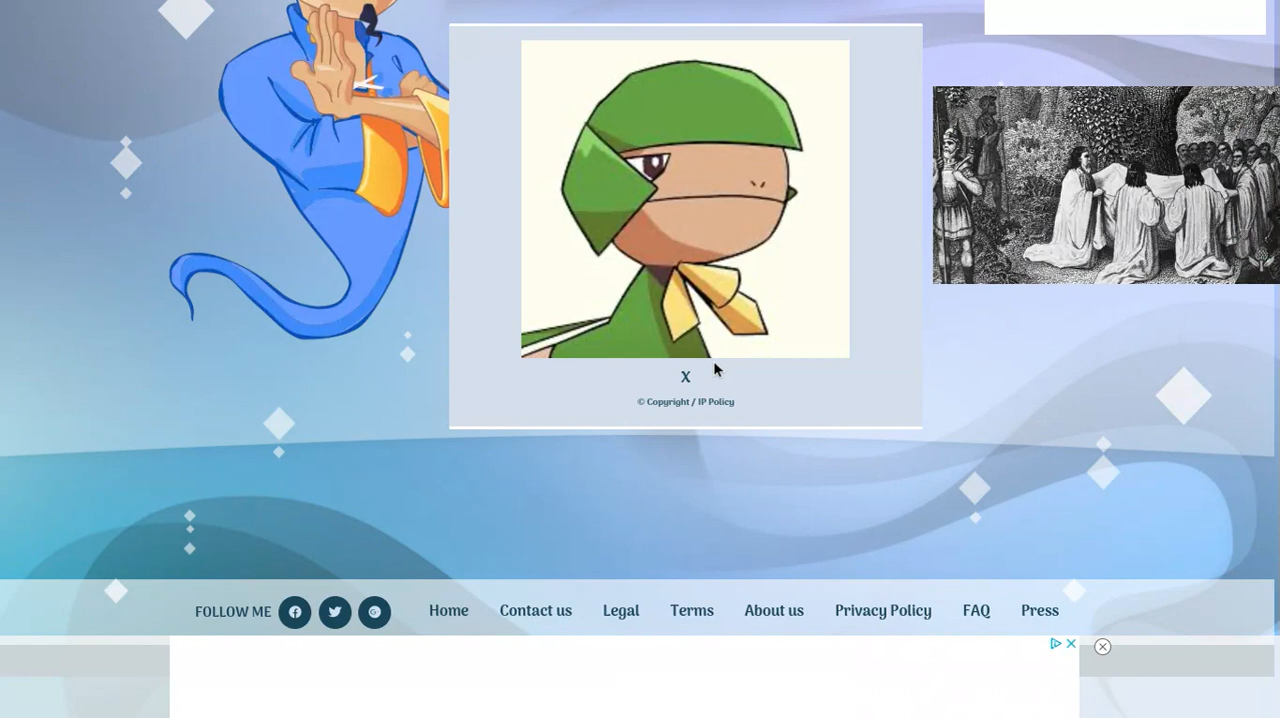 X
© Copyright / IP Policy
FOLLOW ME
Home
Contact us
Legal
Terms
About us
Privacy Policy
FAQ
Press